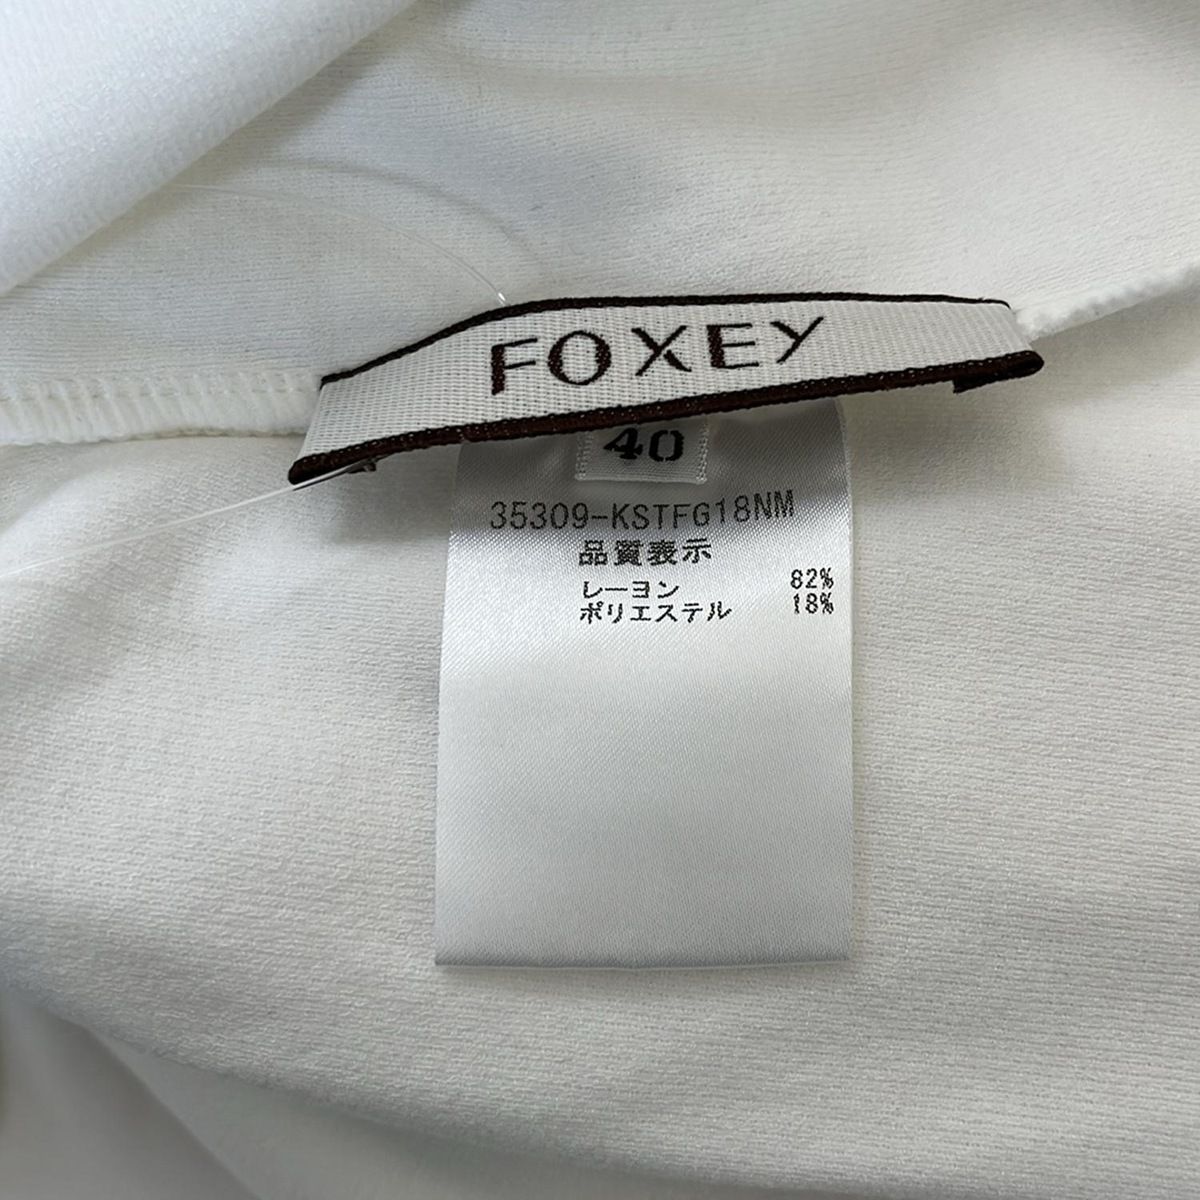 FOXEY
40
35309-KSTFG18NM
品質表示
レーヨン 82%
ポリエステル 18%